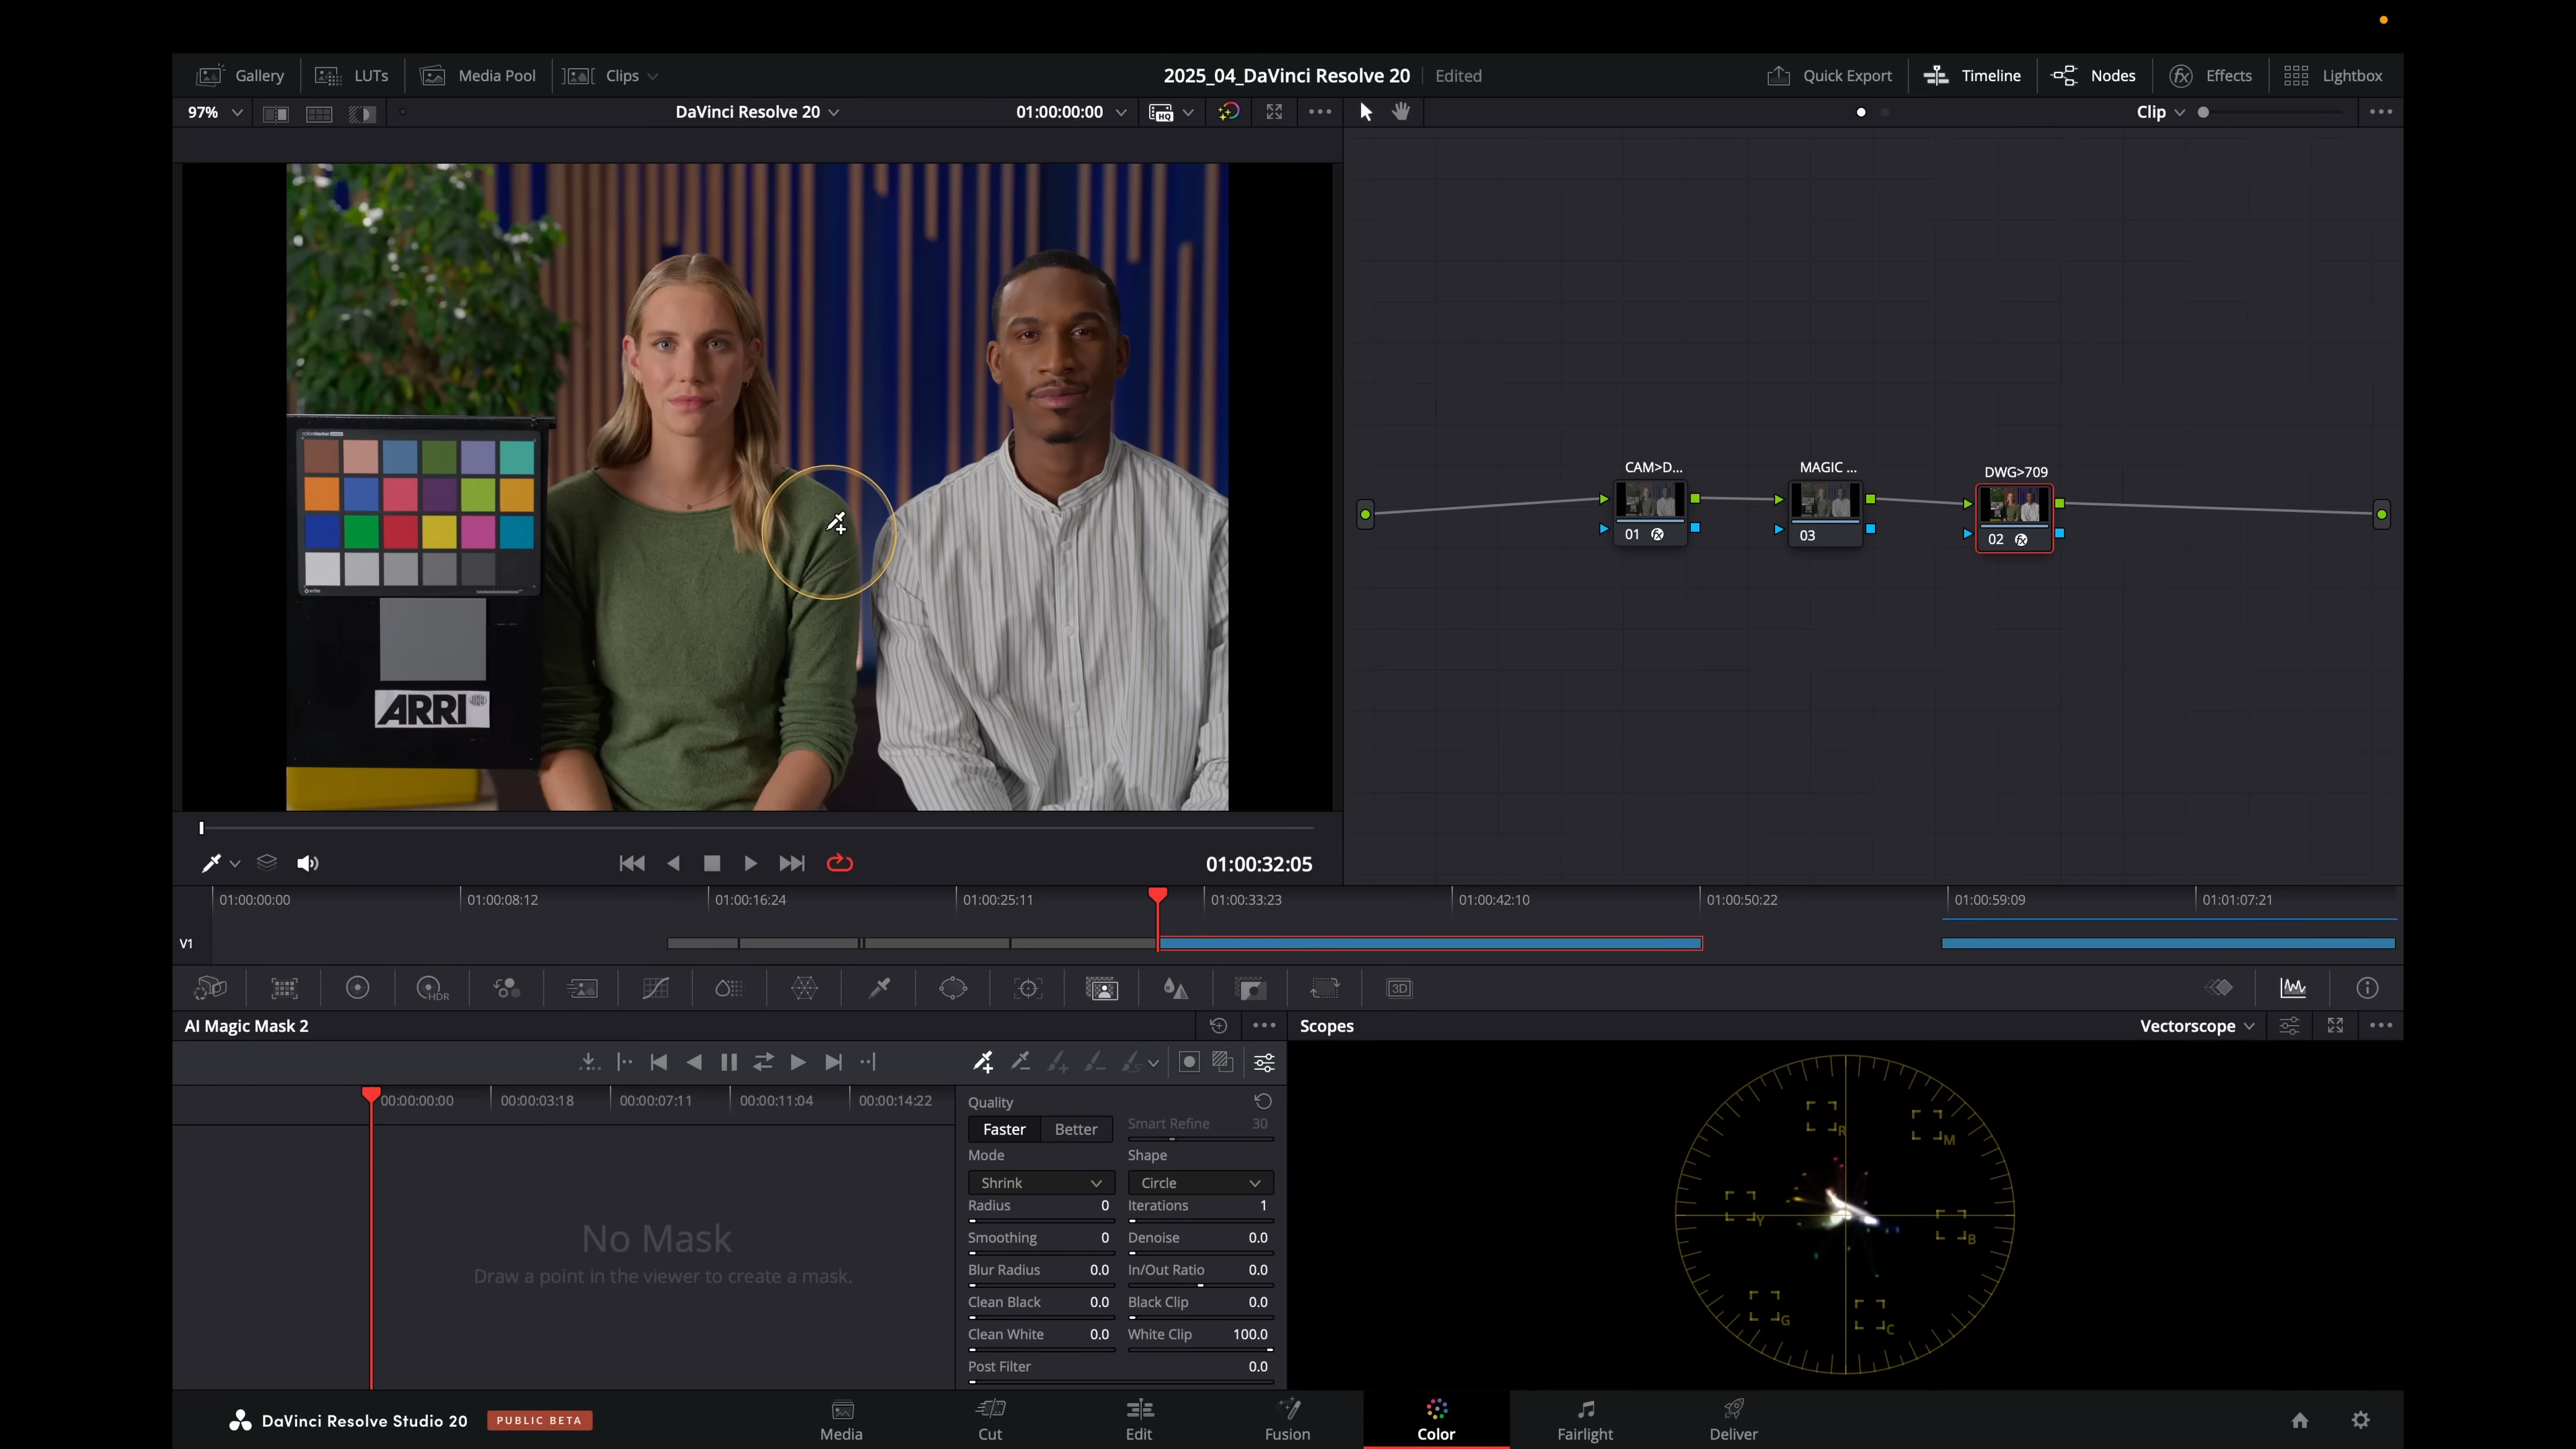 Gallery LUTs Media Pool Clips 2025_04_DaVinci Resolve 20 Edited Quick Export Timeline Nodes Effects Lightbox
97% DaVinci Resolve 20 01:00:00:00 HQ Clip
CAM>D... MAGIC ... DWG>709
01 03 02
ARRI
01:00:32:05
01:00:00:00 01:00:08:12 01:00:16:24 01:00:25:11 01:00:33:23 01:00:42:10 01:00:50:22 01:00:59:09 01:01:07:21
V1
HDR 3D
AI Magic Mask 2 Scopes Vectorscope
00:00:00:00 00:00:03:18 00:00:07:11 00:00:11:04 00:00:14:22
Quality
Faster Better Smart Refine 30
Mode Shape
Shrink Circle
Radius 0 Iterations 1
Smoothing 0 Denoise 0.0
Blur Radius 0.0 In/Out Ratio 0.0
Clean Black 0.0 Black Clip 0.0
Clean White 0.0 White Clip 100.0
Post Filter 0.0
No Mask
Draw a point in the viewer to create a mask.
R M
Y B
G C
DaVinci Resolve Studio 20 PUBLIC BETA Media Cut Edit Fusion Color Fairlight Deliver